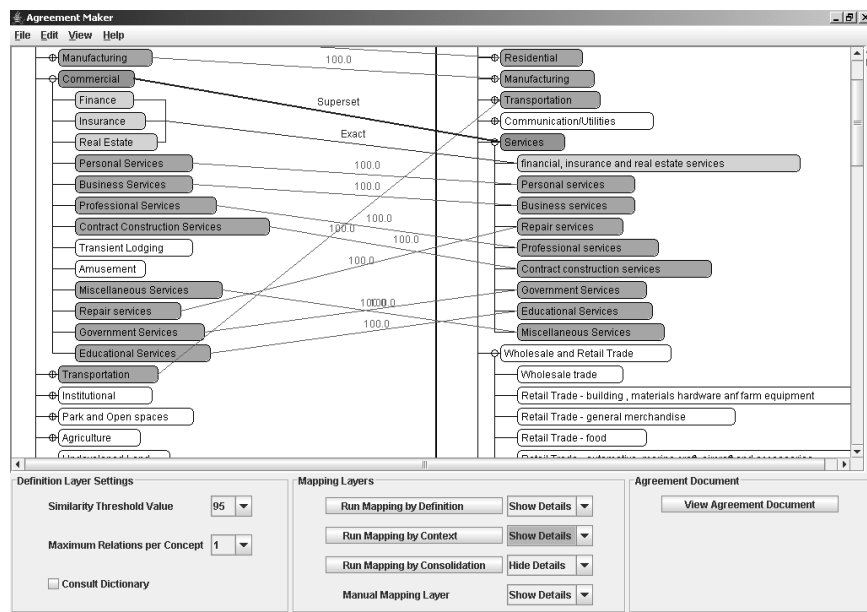 Agreement Maker
File Edit View Help
Manufacturing
Commercial
Finance
Insurance
Real Estate
Personal Services
Business Services
Professional Services
Contract Construction Services
Transient Lodging
Amusement
Miscellaneous Services
Repair services
Government Services
Educational Services
Transportation
Institutional
Park and Open spaces
Agriculture
100.0
Superset
Exact
100.0
100.0
100.0
100.0
100.0
100.0
100.0
100.0
Residential
Manufacturing
Transportation
Communication/Utilities
Services
financial, insurance and real estate services
Personal services
Business services
Repair services
Professional services
Contract construction services
Government Services
Educational Services
Miscellaneous Services
Wholesale and Retail Trade
Wholesale trade
Retail Trade - building , materials hardware anf farm equipment
Retail Trade - general merchandise
Retail Trade - food
Definition Layer Settings
Similarity Threshold Value 95
Maximum Relations per Concept 1
Consult Dictionary
Mapping Layers
Run Mapping by Definition Show Details
Run Mapping by Context Show Details
Run Mapping by Consolidation Hide Details
Manual Mapping Layer Show Details
Agreement Document
View Agreement Document